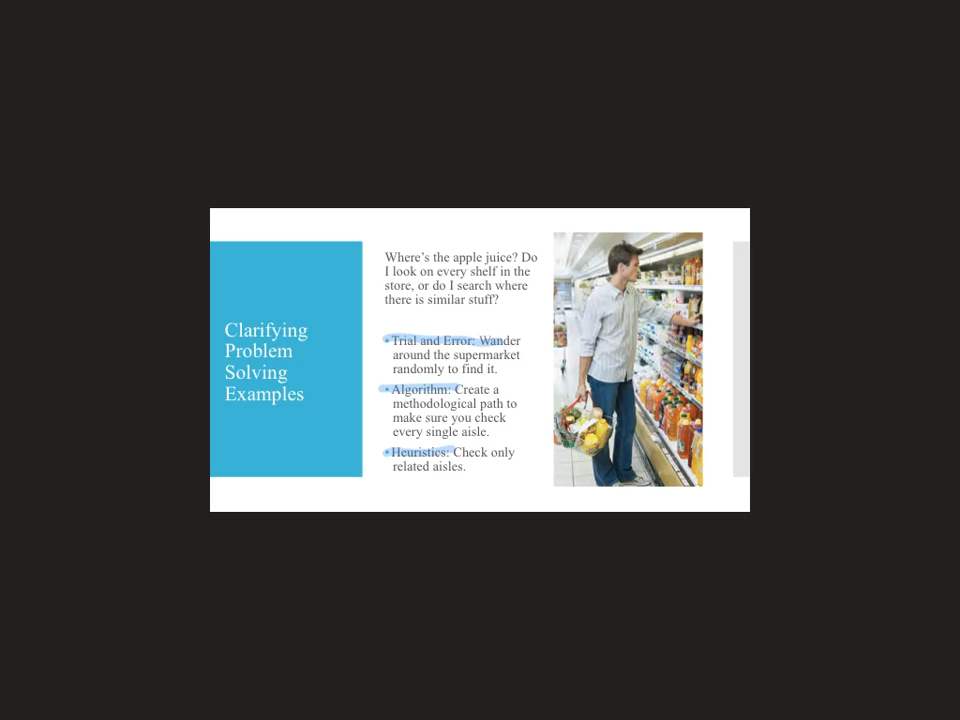 Clarifying
Problem
Solving
Examples
Where's the apple juice? Do
I look on every shelf in the
store, or do I search where
there is similar stuff?
• Trial and Error: Wander
around the supermarket
randomly to find it.
• Algorithm: Create a
methodological path to
make sure you check
every single aisle.
• Heuristics: Check only
related aisles.